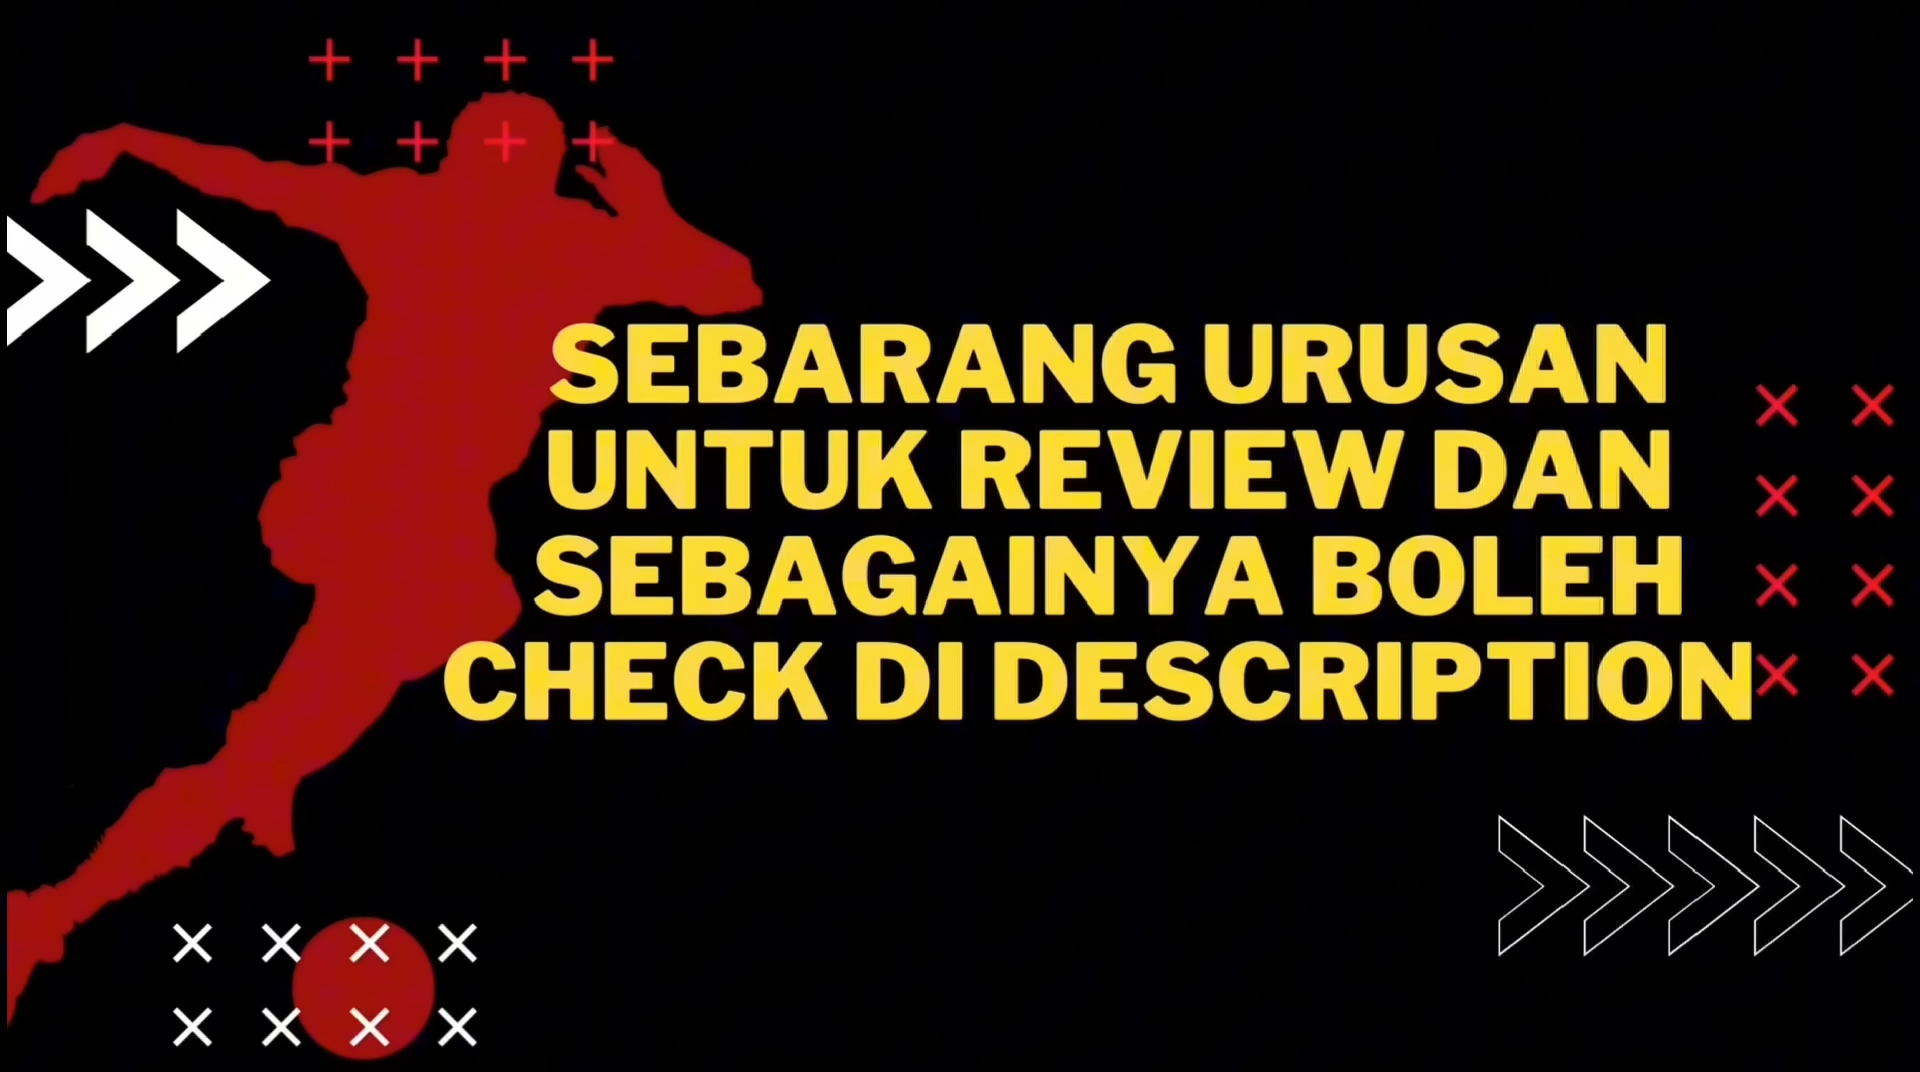 SEBARANG URUSAN
UNTUK REVIEW DAN
SEBAGAINYA BOLEH
CHECK DI DESCRIPTION